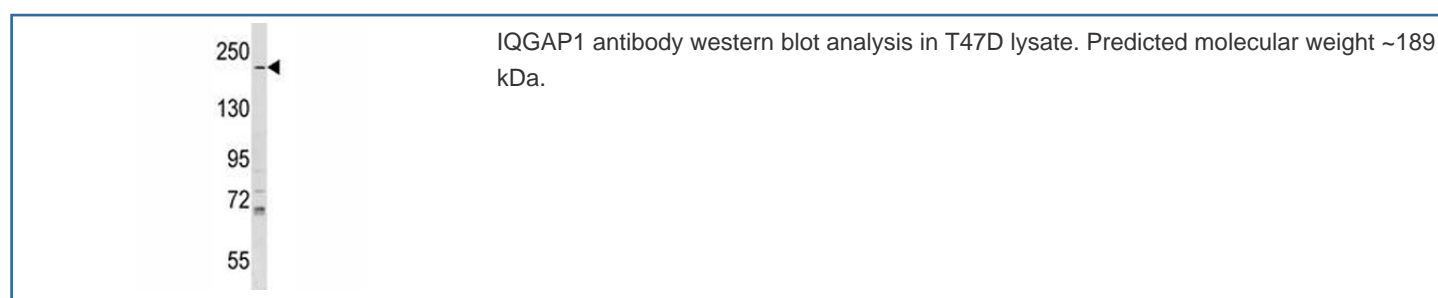 250
130
95
72
55
IQGAP1 antibody western blot analysis in T47D lysate. Predicted molecular weight ~189
kDa.